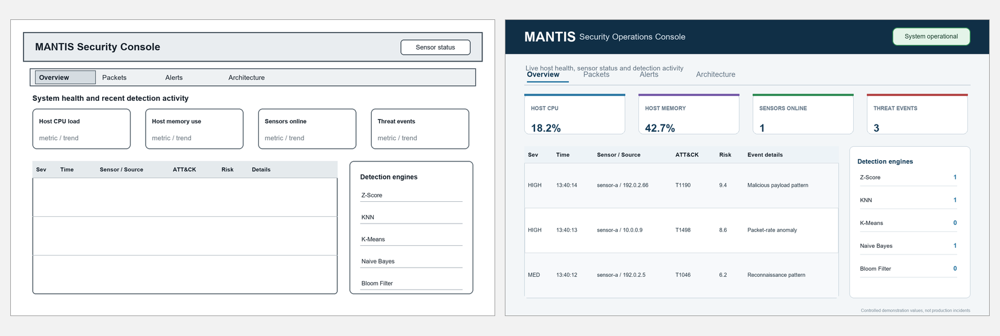 MANTIS Security Console
Sensor status
Overview Packets Alerts Architecture
System health and recent detection activity
Host CPU load Host memory use Sensors online Threat events
metric / trend metric / trend metric / trend metric / trend
Sev Time Sensor / Source ATT&CK Risk Details
Detection engines
Z-Score
KNN
K-Means
Naive Bayes
Bloom Filter
MANTIS Security Operations Console
System operational
Live host health, sensor status and detection activity
Overview Packets Alerts Architecture
HOST CPU HOST MEMORY SENSORS ONLINE THREAT EVENTS
18.2% 42.7% 1 3
Sev Time Sensor / Source ATT&CK Risk Event details
HIGH 13:40:14 sensor-a / 192.0.2.66 T1190 9.4 Malicious payload pattern
HIGH 13:40:13 sensor-a / 10.0.0.9 T1498 8.6 Packet-rate anomaly
MED 13:40:12 sensor-a / 192.0.2.5 T1046 6.2 Reconnaissance pattern
Detection engines
Z-Score 1
KNN 1
K-Means 0
Naive Bayes 1
Bloom Filter 0
Controlled demonstration values, not production incidents